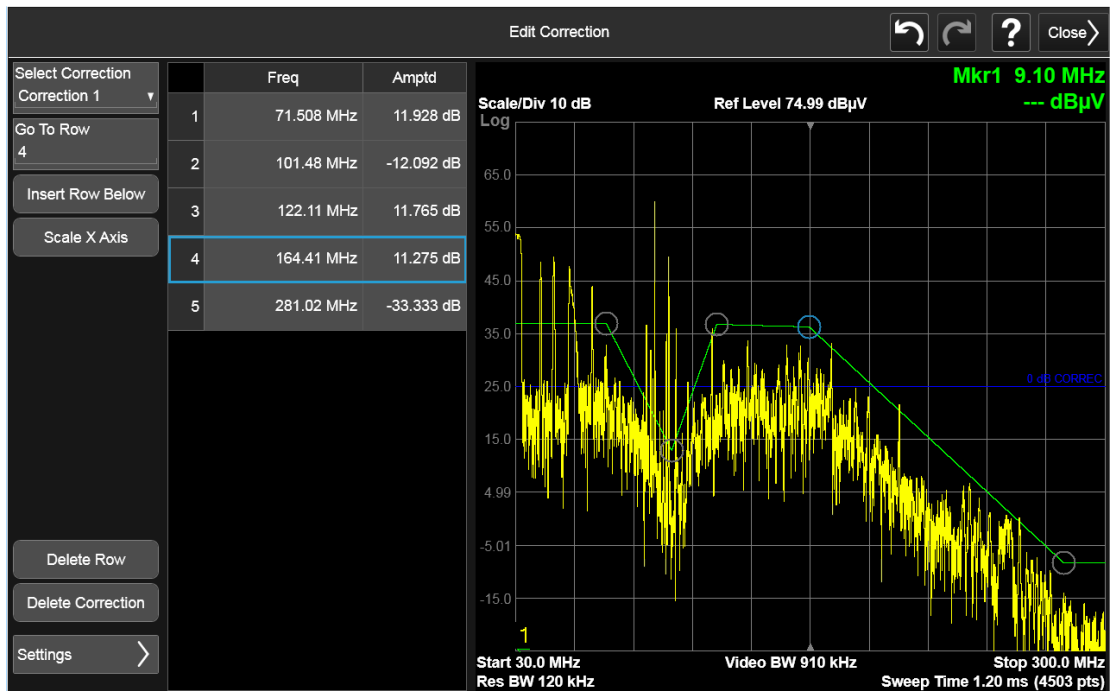 Edit Correction
?
Close
Select Correction
Correction 1
Go To Row
4
Insert Row Below
Scale X Axis
Delete Row
Delete Correction
Settings
Freq Amptd
1 71.508 MHz 11.928 dB
2 101.48 MHz -12.092 dB
3 122.11 MHz 11.765 dB
4 164.41 MHz 11.275 dB
5 281.02 MHz -33.333 dB
Mkr1 9.10 MHz
--- dBµV
Scale/Div 10 dB Ref Level 74.99 dBµV
Log
65.0
55.0
45.0
35.0
25.0
0 dB CORREC
15.0
4.99
-5.01
-15.0
1
Start 30.0 MHz Video BW 910 kHz Stop 300.0 MHz
Res BW 120 kHz Sweep Time 1.20 ms (4503 pts)